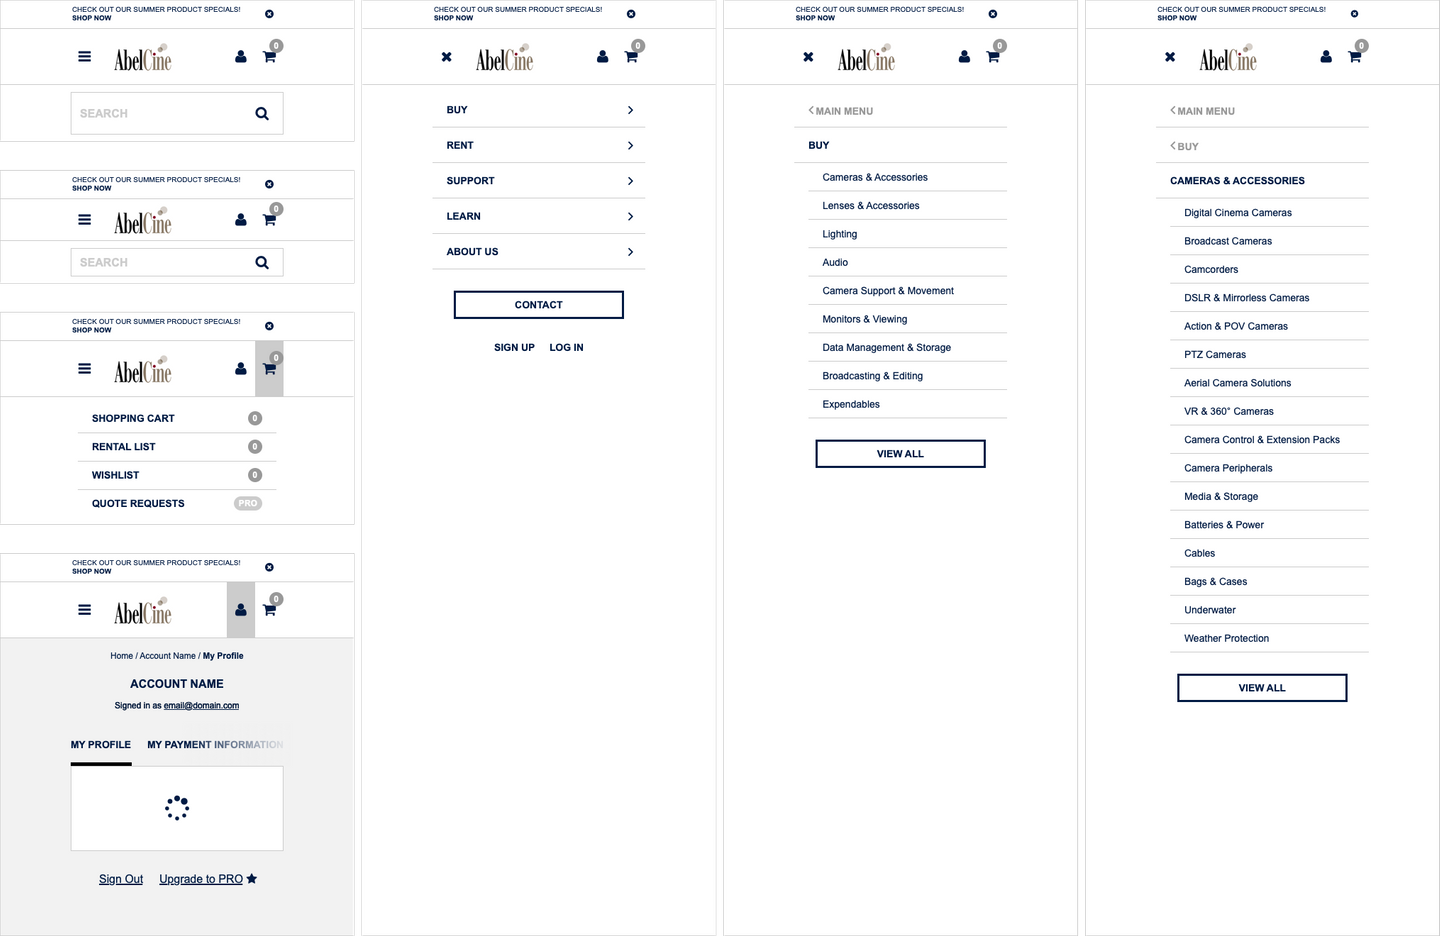 CHECK OUT OUR SUMMER PRODUCT SPECIALS!
SHOP NOW
0
AbelCine
SEARCH
CHECK OUT OUR SUMMER PRODUCT SPECIALS!
SHOP NOW
0
AbelCine
SEARCH
CHECK OUT OUR SUMMER PRODUCT SPECIALS!
SHOP NOW
0
AbelCine
SHOPPING CART 0
RENTAL LIST 0
WISHLIST 0
QUOTE REQUESTS PRO
CHECK OUT OUR SUMMER PRODUCT SPECIALS!
SHOP NOW
0
AbelCine
Home / Account Name / My Profile
ACCOUNT NAME
Signed in as email@domain.com
MY PROFILE MY PAYMENT INFORMATION
Sign Out Upgrade to PRO
CHECK OUT OUR SUMMER PRODUCT SPECIALS!
SHOP NOW
0
AbelCine
BUY
RENT
SUPPORT
LEARN
ABOUT US
CONTACT
SIGN UP LOG IN
CHECK OUT OUR SUMMER PRODUCT SPECIALS!
SHOP NOW
0
AbelCine
MAIN MENU
BUY
Cameras & Accessories
Lenses & Accessories
Lighting
Audio
Camera Support & Movement
Monitors & Viewing
Data Management & Storage
Broadcasting & Editing
Expendables
VIEW ALL
CHECK OUT OUR SUMMER PRODUCT SPECIALS!
SHOP NOW
0
AbelCine
MAIN MENU
BUY
CAMERAS & ACCESSORIES
Digital Cinema Cameras
Broadcast Cameras
Camcorders
DSLR & Mirrorless Cameras
Action & POV Cameras
PTZ Cameras
Aerial Camera Solutions
VR & 360° Cameras
Camera Control & Extension Packs
Camera Peripherals
Media & Storage
Batteries & Power
Cables
Bags & Cases
Underwater
Weather Protection
VIEW ALL